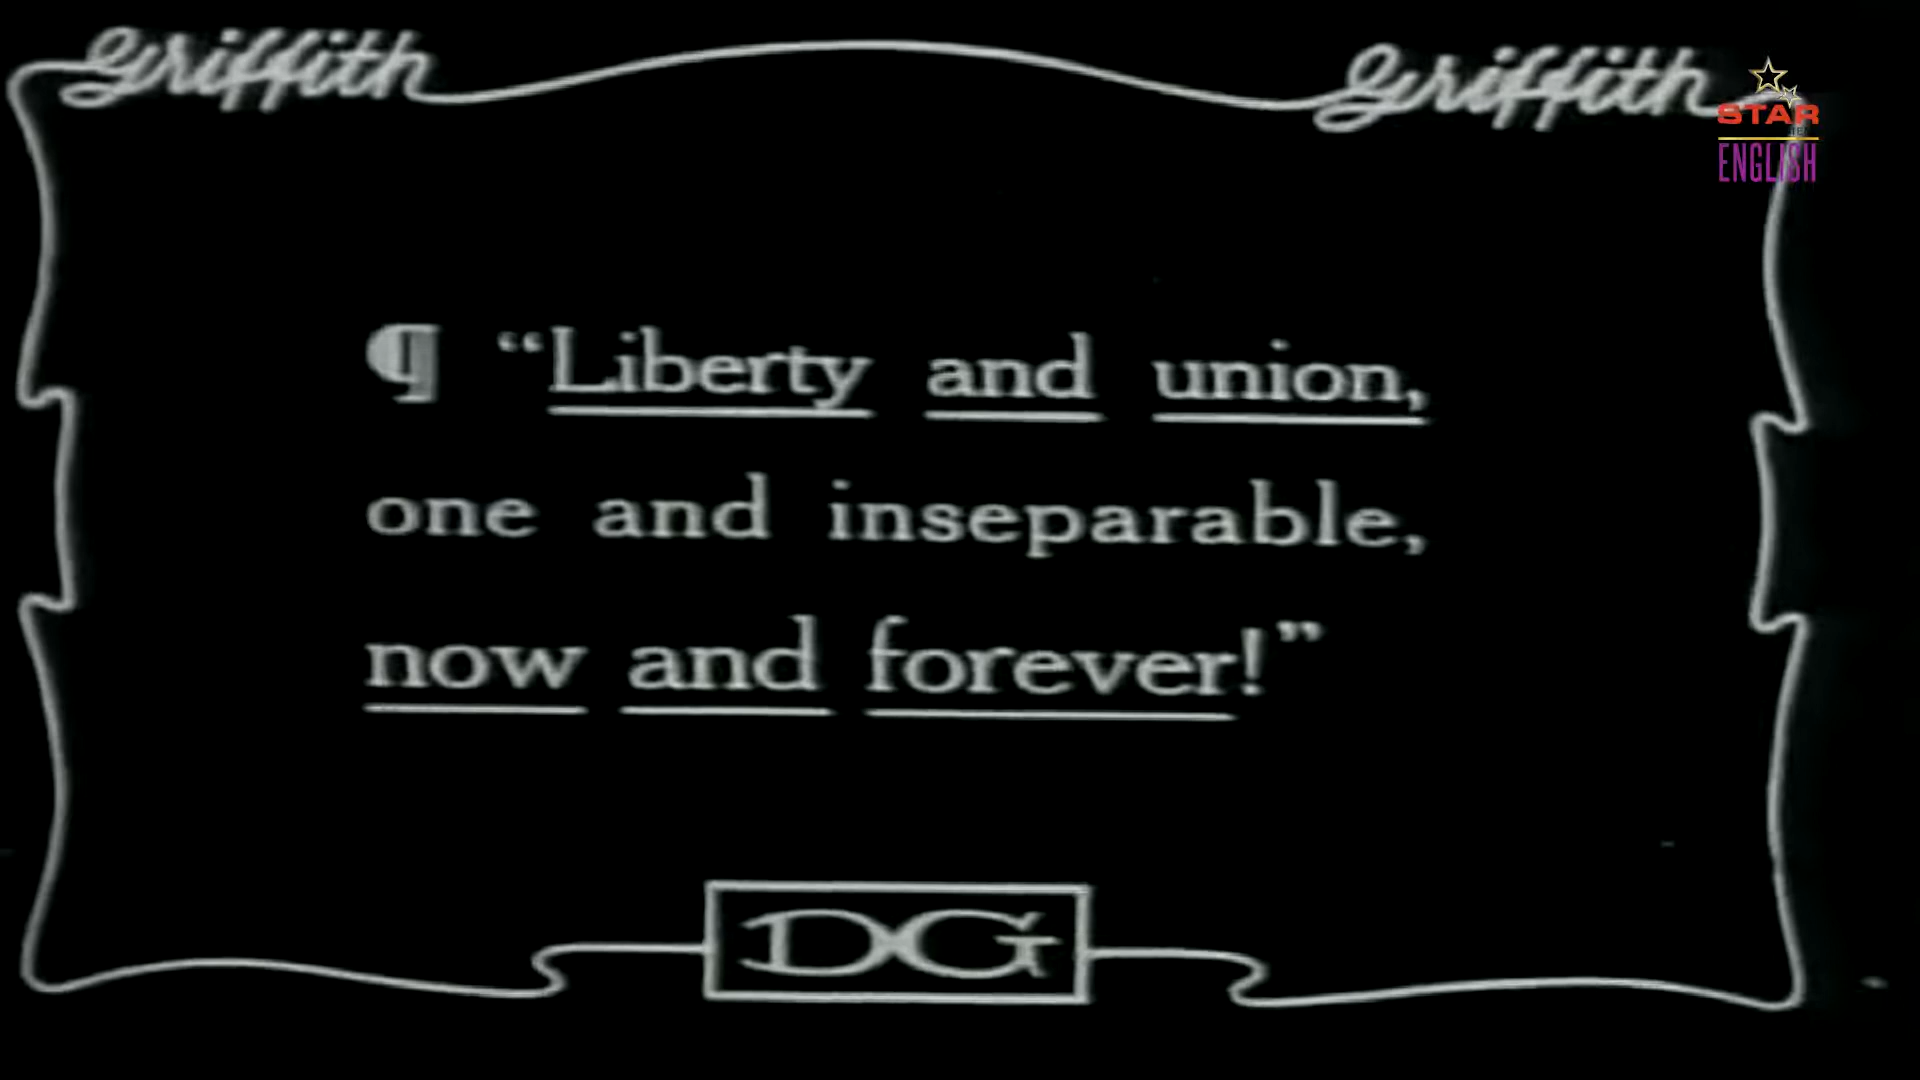 Griffith Griffith
STAR
ENGLISH
¶ “Liberty and union,
one and inseparable,
now and forever!”
DG